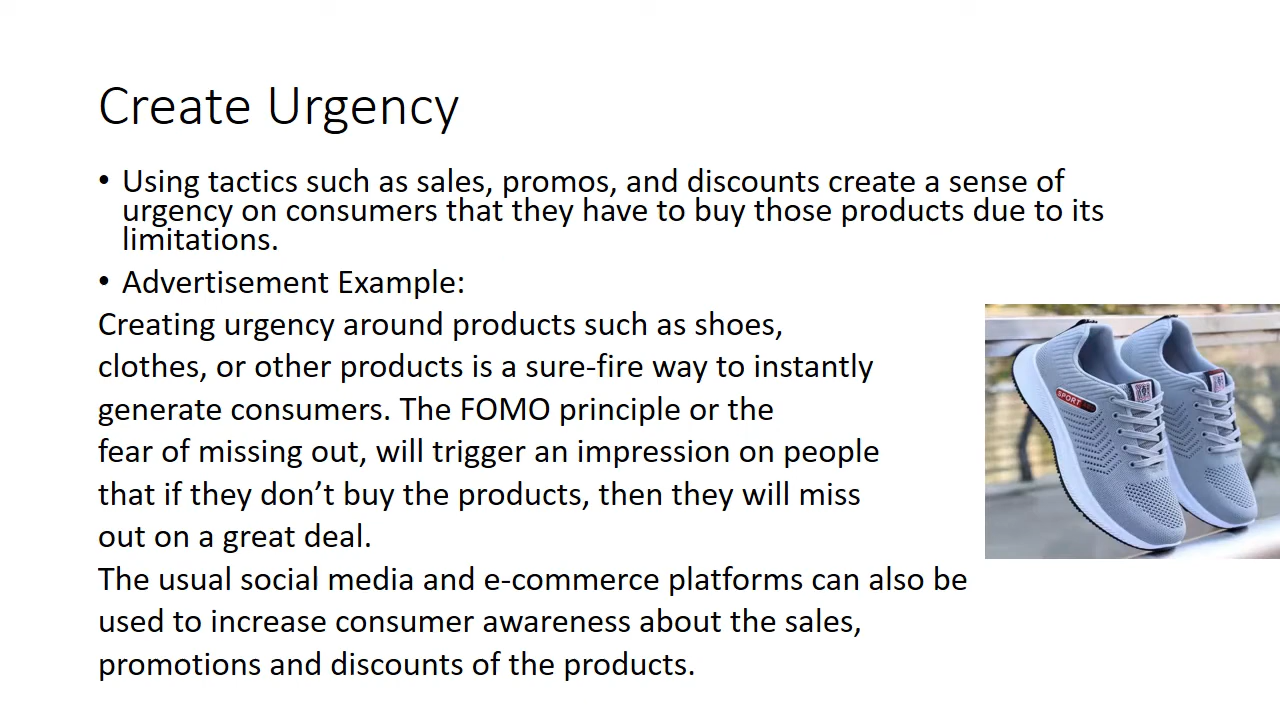 Create Urgency
• Using tactics such as sales, promos, and discounts create a sense of
urgency on consumers that they have to buy those products due to its
limitations.
• Advertisement Example:
Creating urgency around products such as shoes,
clothes, or other products is a sure-fire way to instantly
generate consumers. The FOMO principle or the
fear of missing out, will trigger an impression on people
that if they don’t buy the products, then they will miss
out on a great deal.
The usual social media and e-commerce platforms can also be
used to increase consumer awareness about the sales,
promotions and discounts of the products.
SPORT